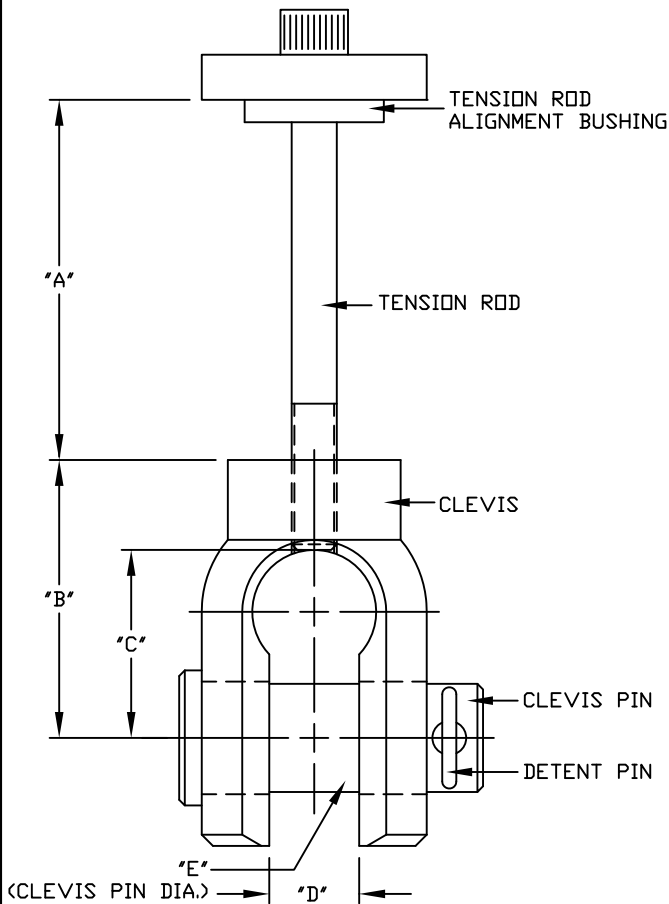 TENSION ROD
ALIGNMENT BUSHING
"A"
TENSION ROD
CLEVIS
"B"
"C"
CLEVIS PIN
DETENT PIN
"E"
(CLEVIS PIN DIA.)
"D"